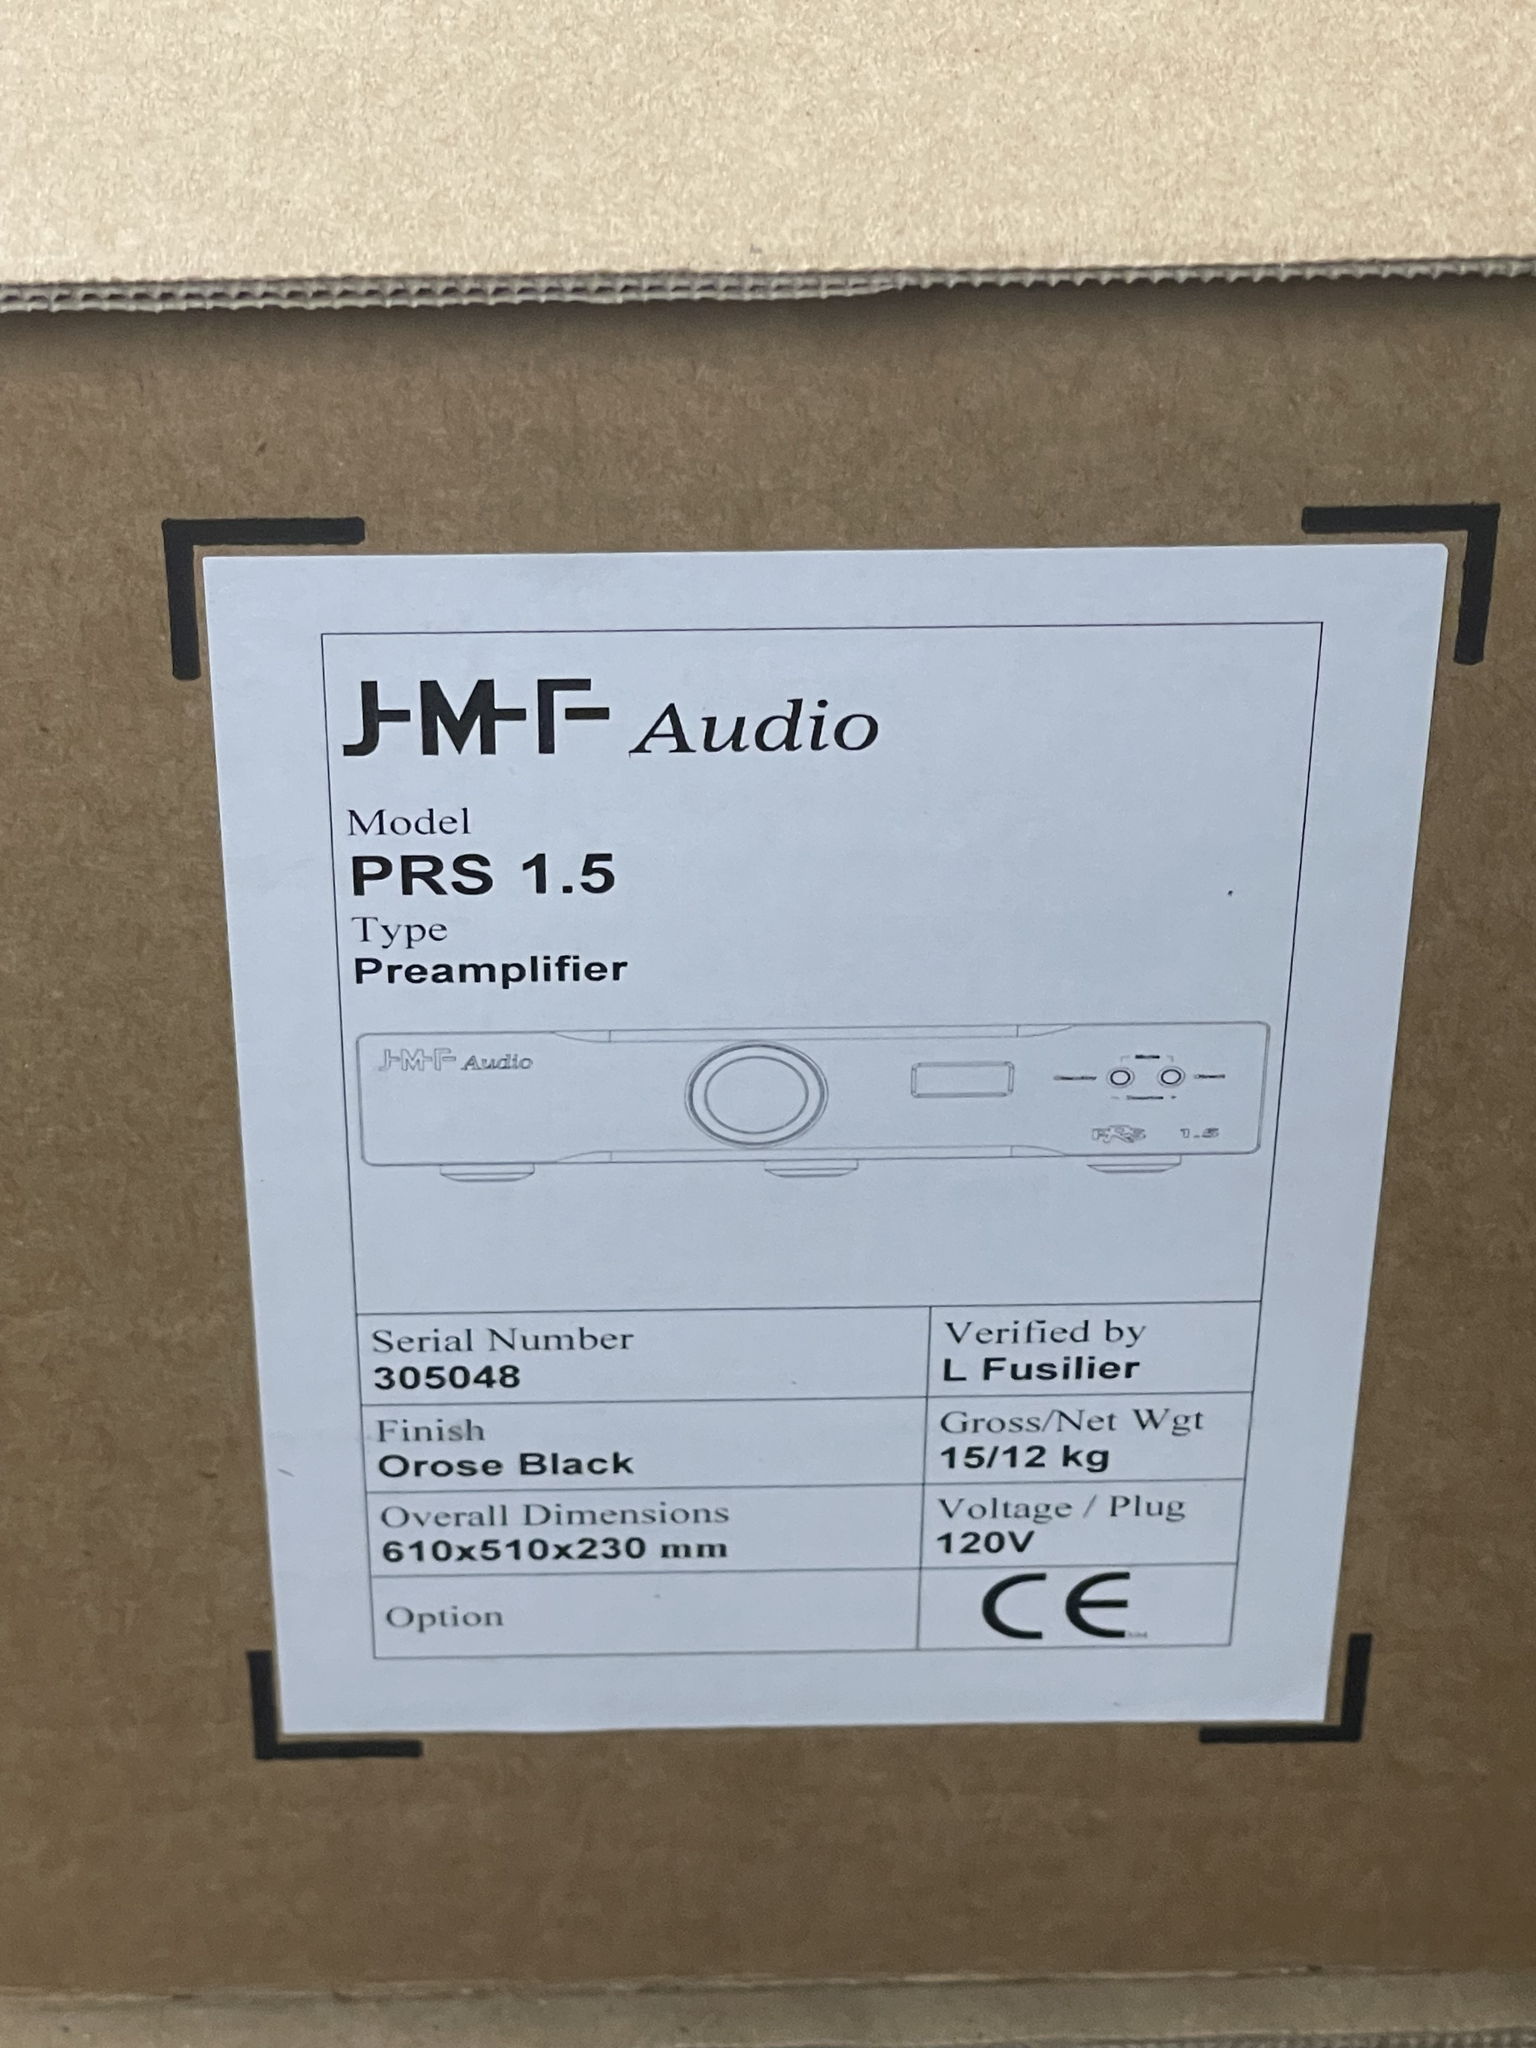 JMF Audio
Model
PRS 1.5
Type
Preamplifier
JMF Audio
PRS 1.5
Serial Number
305048
Verified by
L Fusilier
Finish
Orose Black
Gross/Net Wgt
15/12 kg
Overall Dimensions
610x510x230 mm
Voltage / Plug
120V
Option
CE